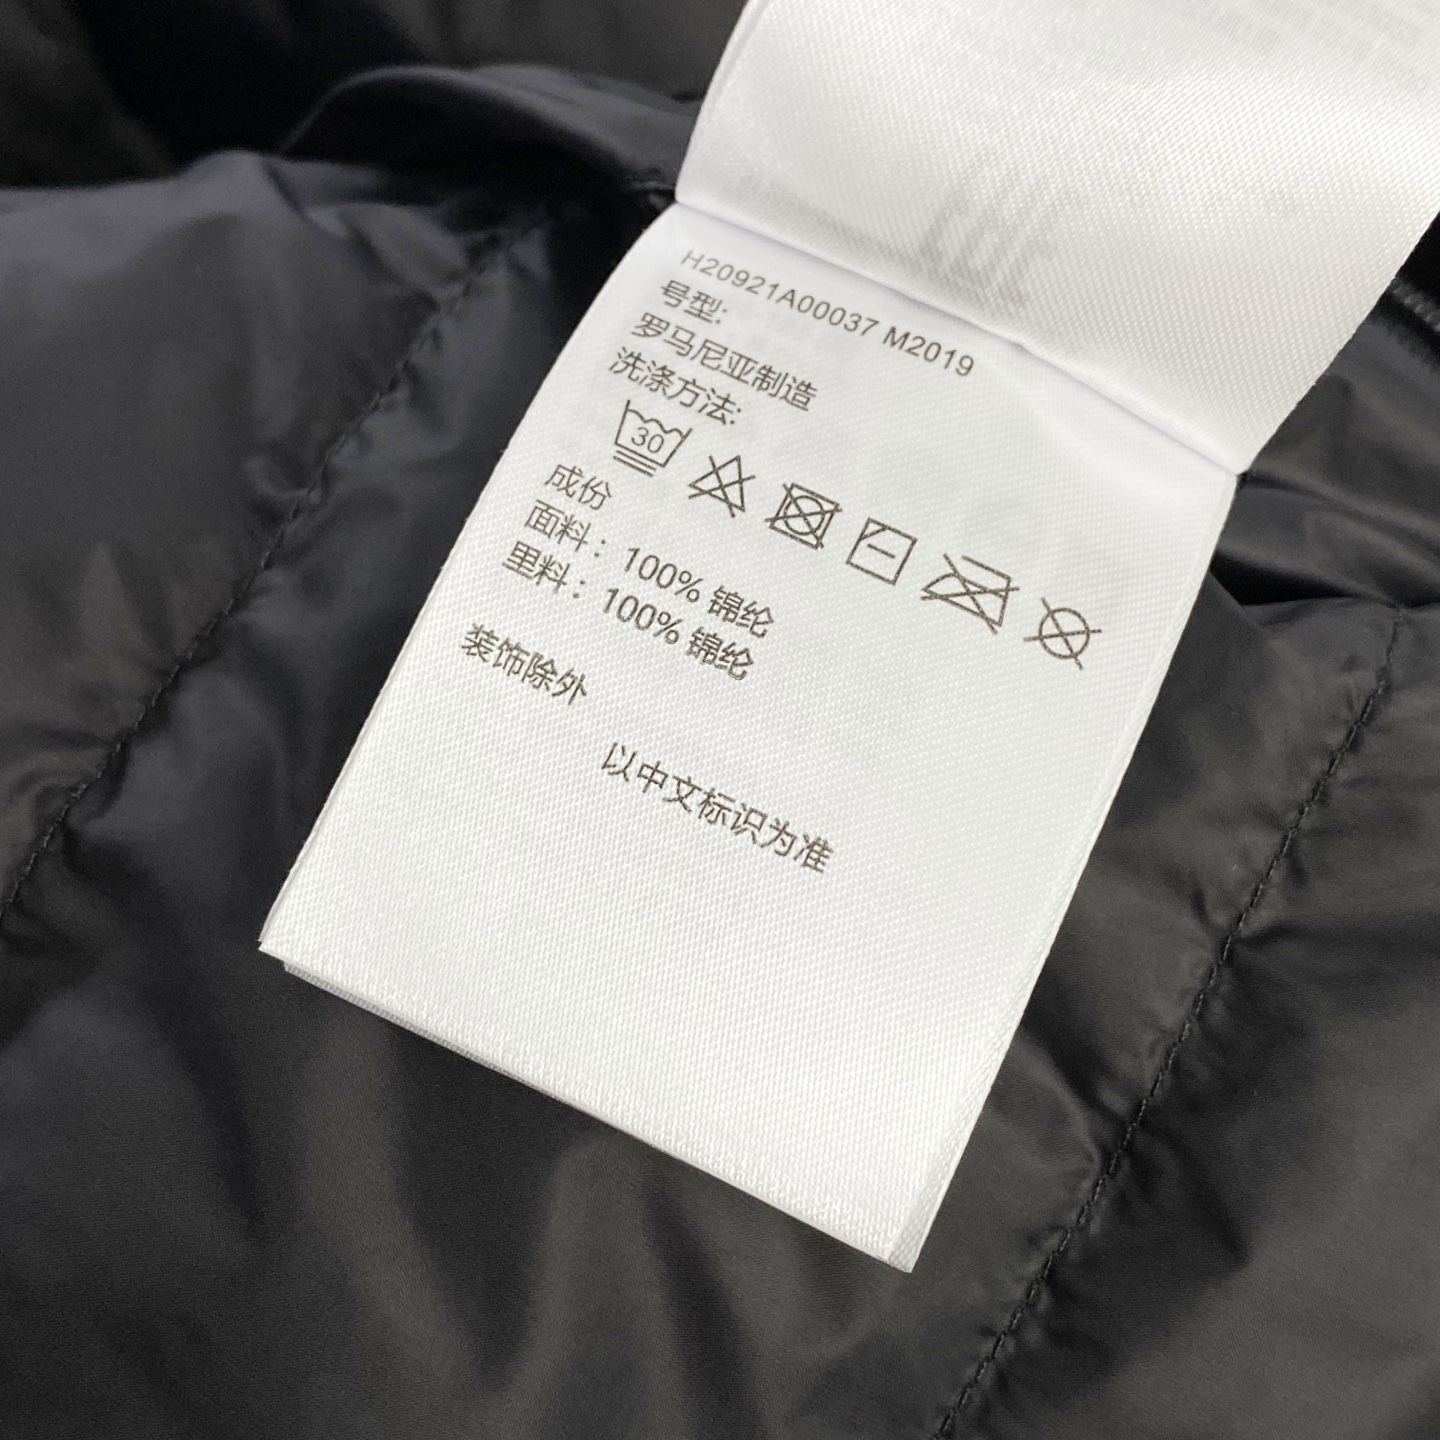 H20921A00037 M2019
号型:
罗马尼亚制造
洗涤方法:
30
成份
面料: 100% 锦纶
里料: 100% 锦纶
装饰除外
以中文标识为准